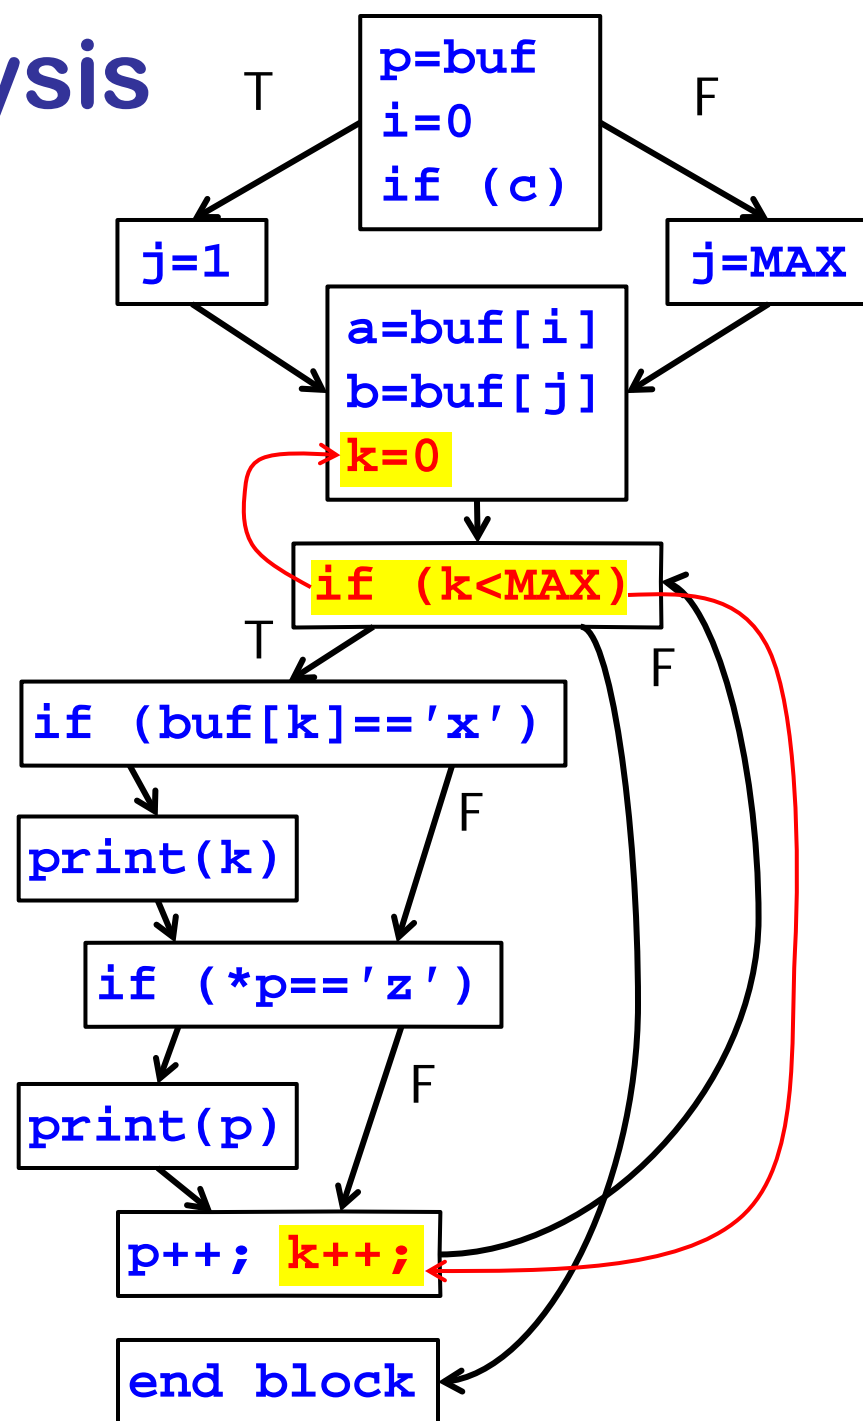 ysis
T
F
p=buf
i=0
if (c)
j=1
j=MAX
a=buf[i]
b=buf[j]
k=0
if (k<MAX)
T
F
if (buf[k]=='x')
F
print(k)
if (*p=='z')
F
print(p)
p++; k++;
end block